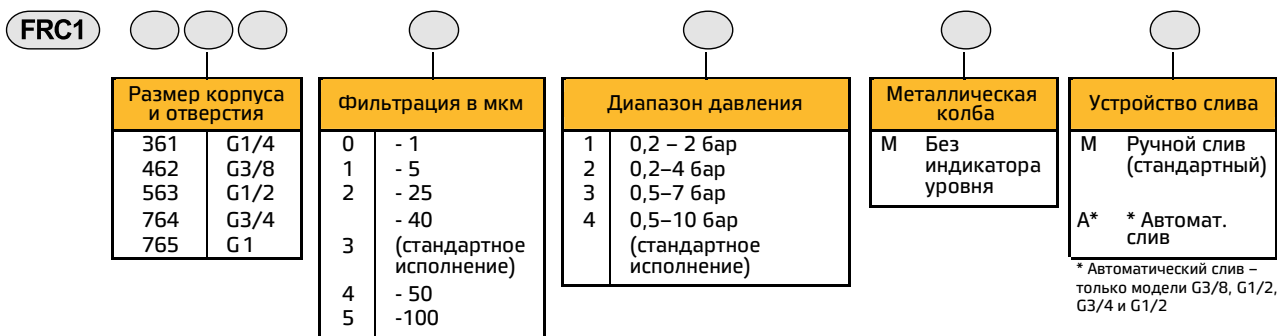 FRC1
Размер корпуса
и отверстия
361 G1/4
462 G3/8
563 G1/2
764 G3/4
765 G 1
Фильтрация в мкм
0 - 1
1 - 5
2 - 25
- 40
3 (стандартное
исполнение)
4 - 50
5 -100
Диапазон давления
1 0,2 – 2 бар
2 0,2–4 бар
3 0,5–7 бар
4 0,5–10 бар
(стандартное
исполнение)
Металлическая
колба
M Без
индикатора
уровня
Устройство слива
M Ручной слив
(стандартный)
A* * Автомат.
слив
* Автоматический слив –
только модели G3/8, G1/2,
G3/4 и G1/2